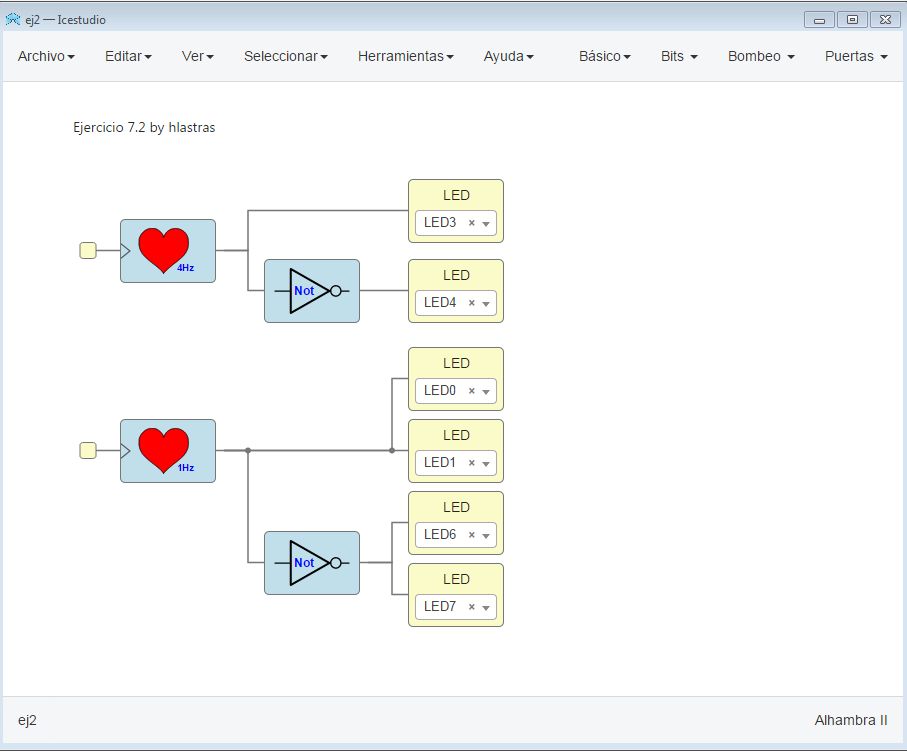 ej2 — Icestudio
Archivo Editar Ver Seleccionar Herramientas Ayuda Básico Bits Bombeo Puertas
Ejercicio 7.2 by hlastras
LED
LED3 ×
4Hz
LED
Not
LED4 ×
LED
LED0 ×
LED
1Hz
LED1 ×
LED
LED6 ×
Not
LED
LED7 ×
ej2 Alhambra II